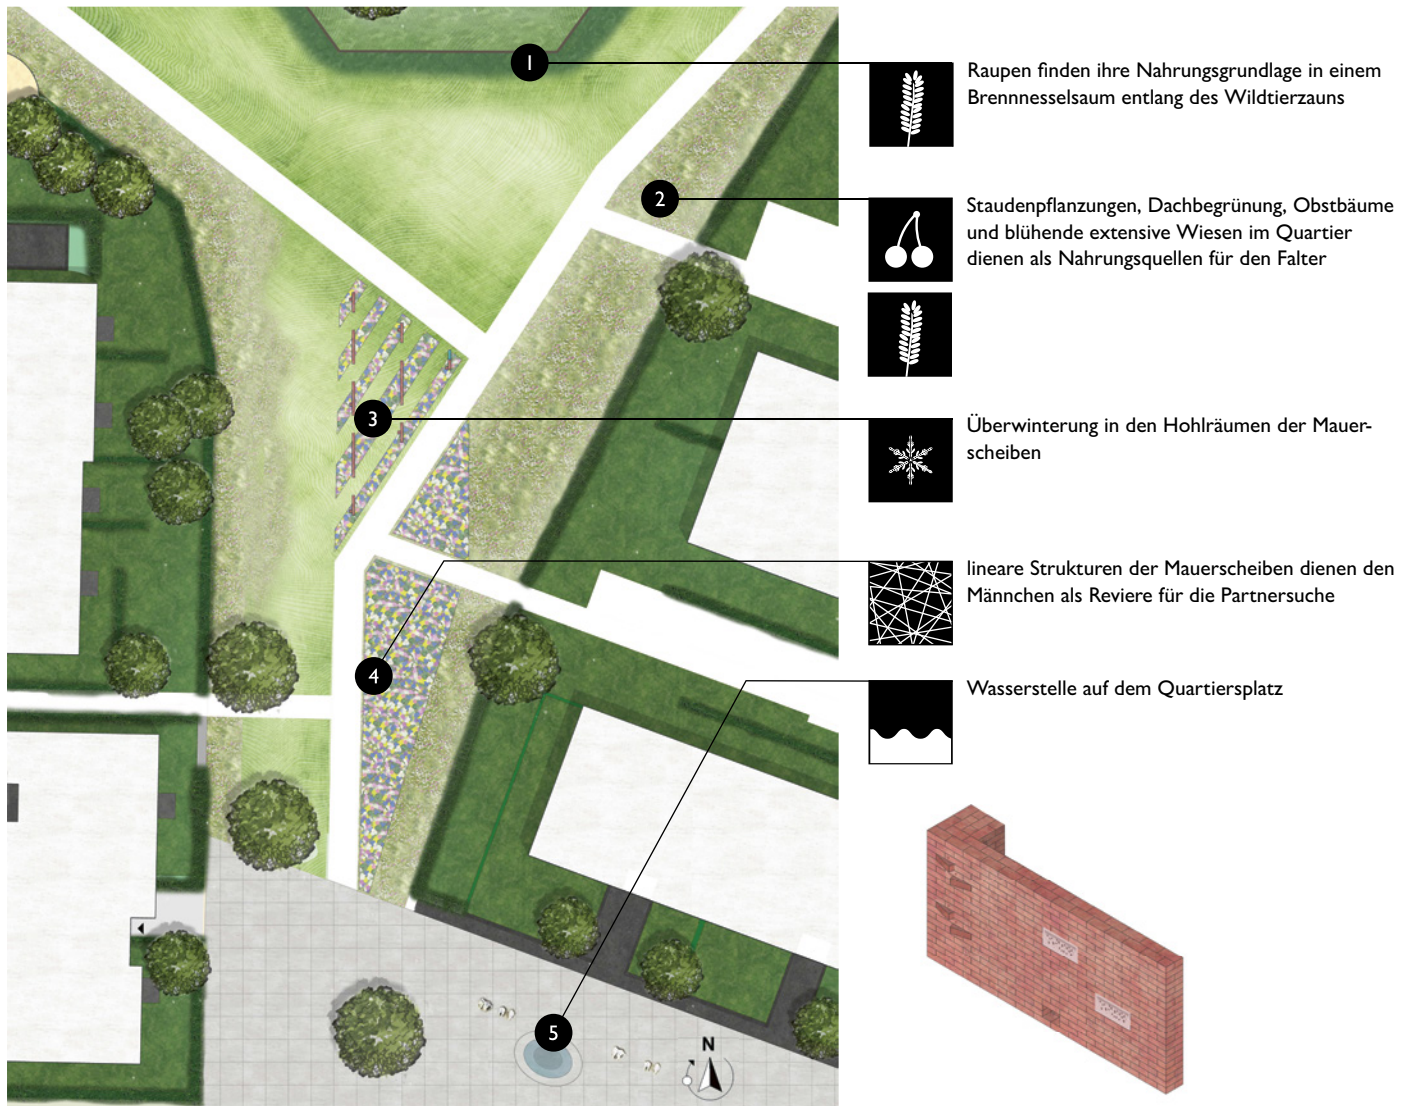 1
Raupen finden ihre Nahrungsgrundlage in einem
Brennnesselsaum entlang des Wildtierzauns
2
Staudenpflanzungen, Dachbegrünung, Obstbäume
und blühende extensive Wiesen im Quartier
dienen als Nahrungsquellen für den Falter
3
Überwinterung in den Hohlräumen der Mauer-
scheiben
4
lineare Strukturen der Mauerscheiben dienen den
Männchen als Reviere für die Partnersuche
5
Wasserstelle auf dem Quartiersplatz
N